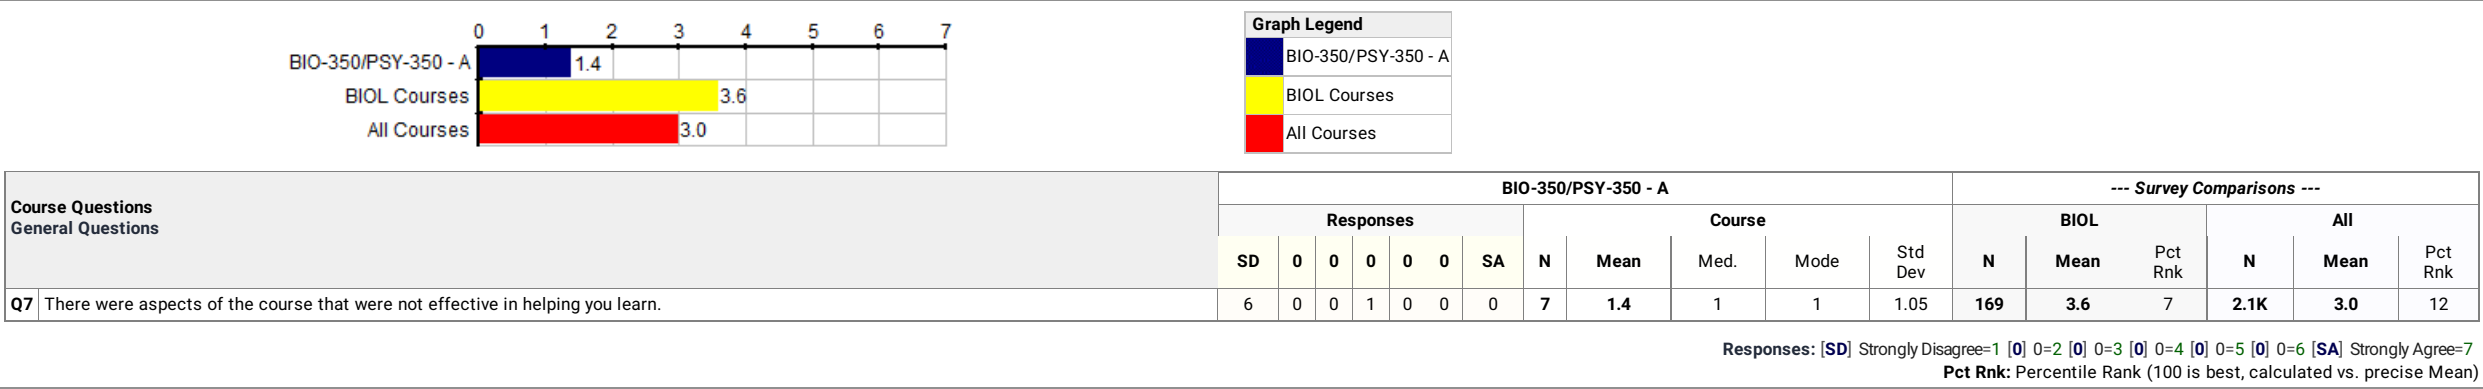 0 1 2 3 4 5 6 7
BIO-350/PSY-350 - A 1.4
BIOL Courses 3.6
All Courses 3.0
Graph Legend
BIO-350/PSY-350 - A
BIOL Courses
All Courses
Course Questions
General Questions
BIO-350/PSY-350 - A --- Survey Comparisons ---
Responses Course BIOL All
SD 0 0 0 0 0 SA N Mean Med. Mode Std Dev N Mean Pct Rnk N Mean Pct Rnk
Q7 There were aspects of the course that were not effective in helping you learn. 6 0 0 1 0 0 0 7 1.4 1 1 1.05 169 3.6 7 2.1K 3.0 12
Responses: [SD] Strongly Disagree=1 [0] 0=2 [0] 0=3 [0] 0=4 [0] 0=5 [0] 0=6 [SA] Strongly Agree=7
Pct Rnk: Percentile Rank (100 is best, calculated vs. precise Mean)